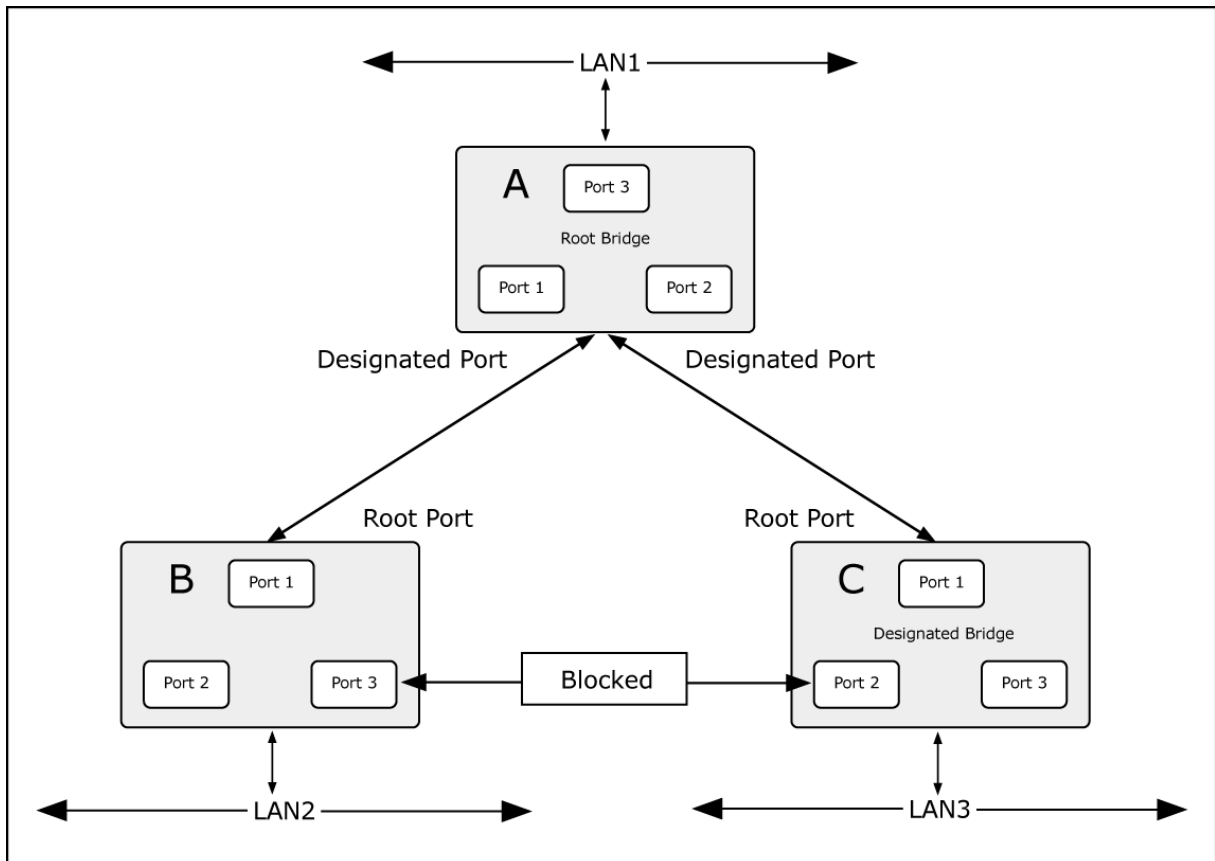 LAN1
A
Port 3
Root Bridge
Port 1
Port 2
Designated Port
Designated Port
Root Port
Root Port
B
Port 1
Port 2
Port 3
Blocked
C
Port 1
Designated Bridge
Port 2
Port 3
LAN2
LAN3